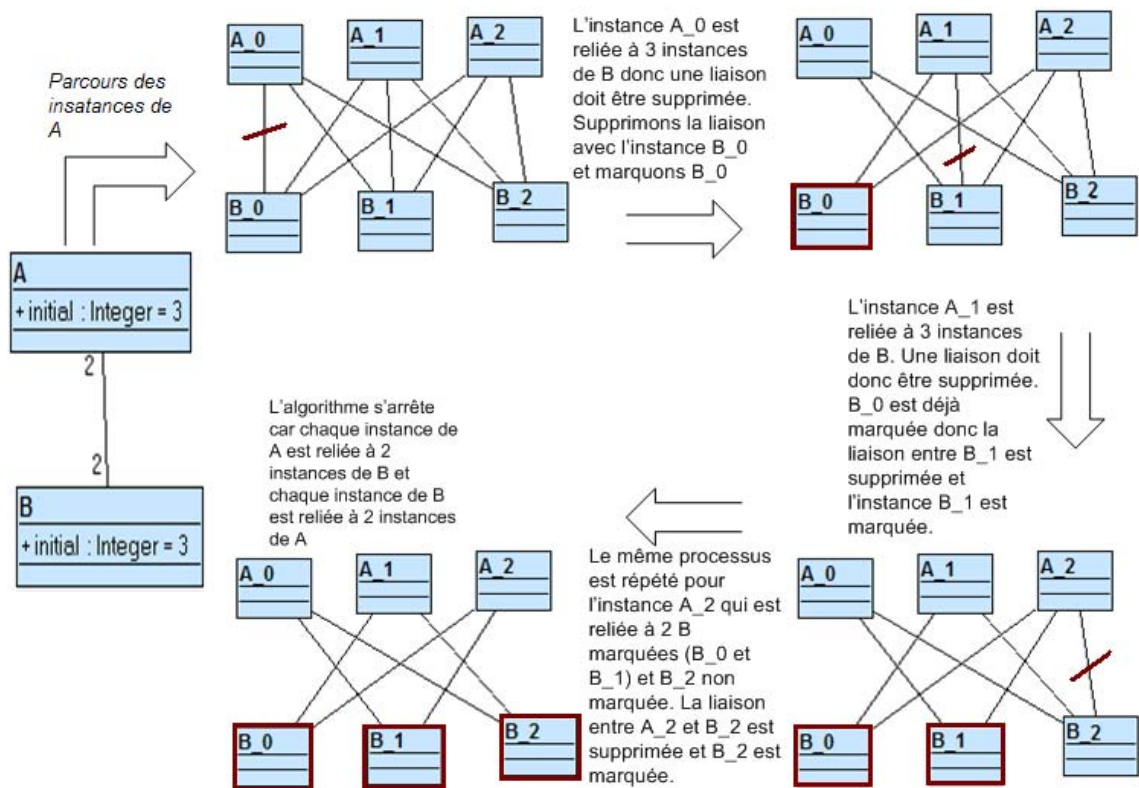 Parcours des
insatances de
A
A
+ initial : Integer = 3
2
2
B
+ initial : Integer = 3
A_0
A_1
A_2
B_0
B_1
B_2
L'instance A_0 est
reliée à 3 instances
de B donc une liaison
doit être supprimée.
Supprimons la liaison
avec l'instance B_0
et marquons B_0
A_0
A_1
A_2
B_0
B_1
B_2
L'instance A_1 est
reliée à 3 instances
de B. Une liaison doit
donc être supprimée.
B_0 est déjà
marquée donc la
liaison entre B_1 est
supprimée et
l'instance B_1 est
marquée.
A_0
A_1
A_2
B_0
B_1
B_2
Le même processus
est répété pour
l'instance A_2 qui est
reliée à 2 B
marquées (B_0 et
B_1) et B_2 non
marquée. La liaison
entre A_2 et B_2 est
supprimée et B_2 est
marquée.
L'algorithme s'arrête
car chaque instance de
A est reliée à 2
instances de B et
chaque instance de B
est reliée à 2 instances
de A
A_0
A_1
A_2
B_0
B_1
B_2